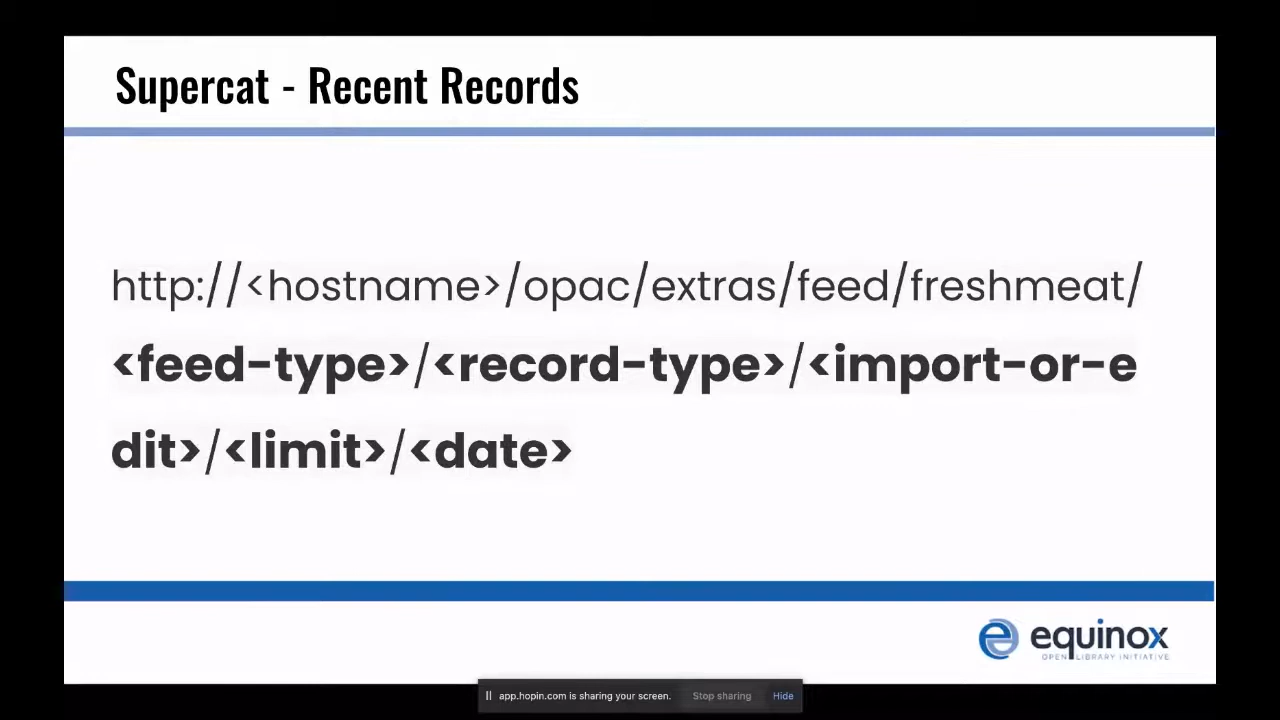 Supercat - Recent Records
http://<hostname>/opac/extras/feed/freshmeat/
<feed-type>/<record-type>/<import-or-e
dit>/<limit>/<date>
equinox
OPEN LIBRARY INITIATIVE
app.hopin.com is sharing your screen. Stop sharing Hide